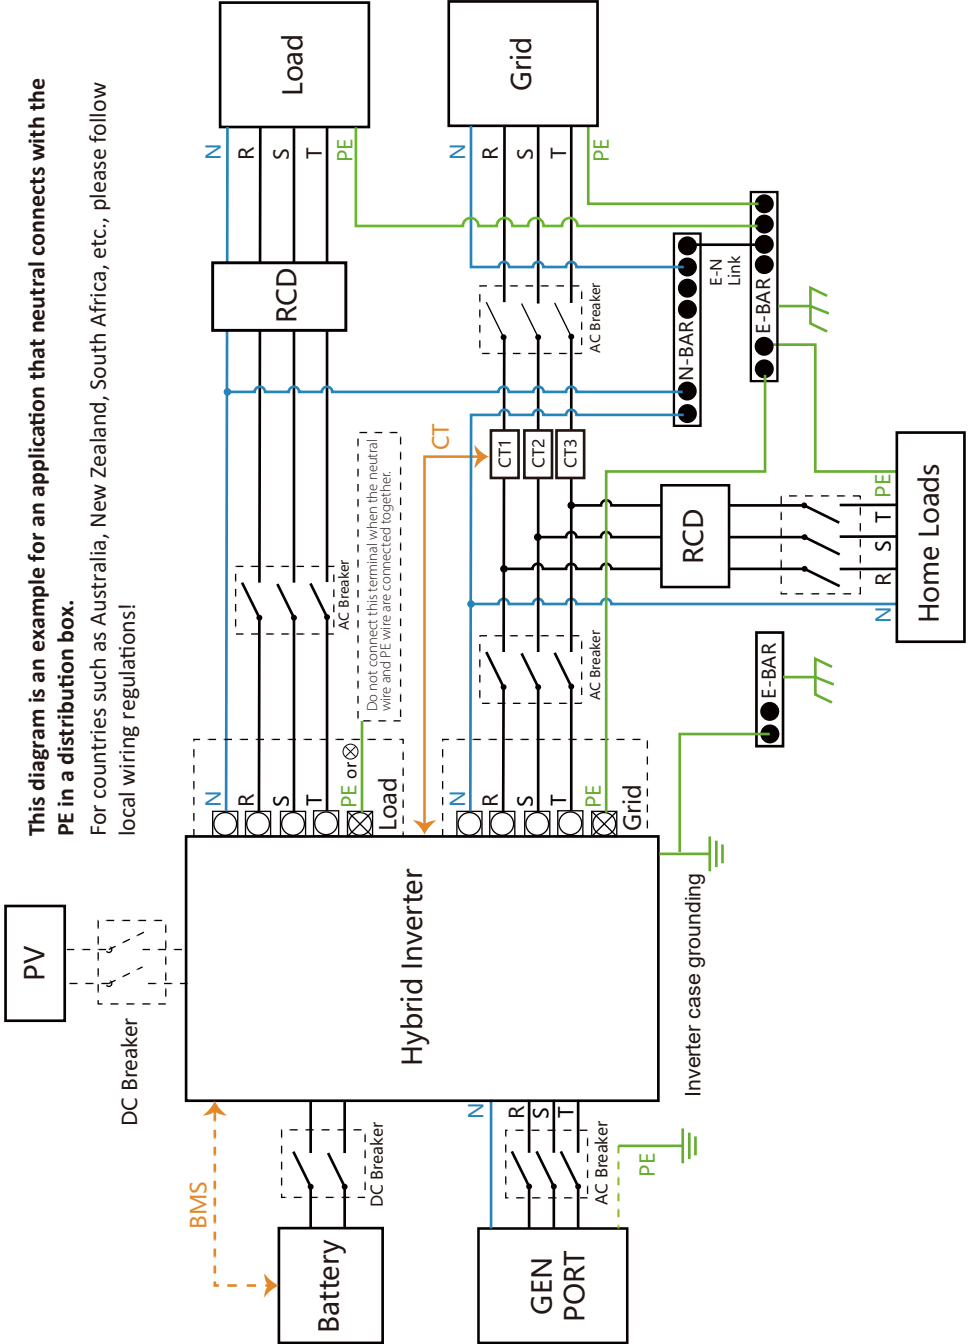 This diagram is an example for an application that neutral connects with the
PE in a distribution box.
For countries such as Australia, New Zealand, South Africa, etc., please follow
local wiring regulations!
PV
DC Breaker
BMS
Battery
DC Breaker
Hybrid Inverter
GEN
PORT
N
R
S
T
AC Breaker
PE
Inverter case grounding
N
R
S
T
PE or
Load
AC Breaker
Do not connect this terminal when the neutral
wire and PE wire are connected together.
RCD
N
R
S
T
PE
Load
CT
N
R
S
T
PE
Grid
AC Breaker
CT1
CT2
CT3
AC Breaker
N
R
S
T
PE
Grid
N-BAR
E-N
Link
E-BAR
RCD
N
R
S
T
PE
Home Loads
E-BAR